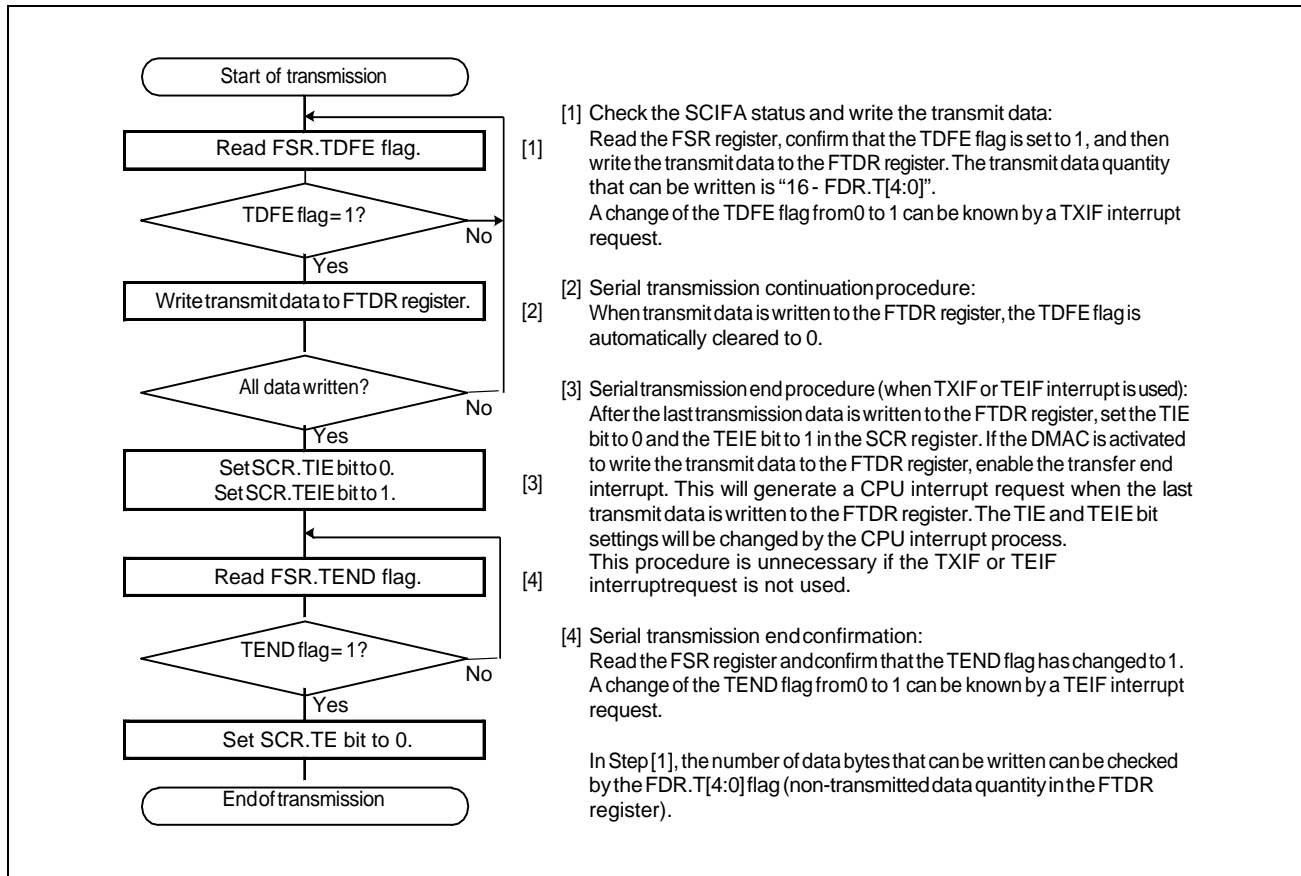 Start of transmission
Read FSR.TDFE flag.
[1]
TDFE flag = 1?
No
Yes
Write transmit data to FTDR register.
[2]
All data written?
No
Yes
Set SCR.TIE bit to 0.
Set SCR.TEIE bit to 1.
[3]
Read FSR.TEND flag.
[4]
TEND flag = 1?
No
Yes
Set SCR.TE bit to 0.
End of transmission
[1] Check the SCIFA status and write the transmit data:
Read the FSR register, confirm that the TDFE flag is set to 1, and then
write the transmit data to the FTDR register. The transmit data quantity
that can be written is “16 - FDR.T[4:0]”.
A change of the TDFE flag from 0 to 1 can be known by a TXIF interrupt
request.
[2] Serial transmission continuation procedure:
When transmit data is written to the FTDR register, the TDFE flag is
automatically cleared to 0.
[3] Serial transmission end procedure (when TXIF or TEIF interrupt is used):
After the last transmission data is written to the FTDR register, set the TIE
bit to 0 and the TEIE bit to 1 in the SCR register. If the DMAC is activated
to write the transmit data to the FTDR register, enable the transfer end
interrupt. This will generate a CPU interrupt request when the last
transmit data is written to the FTDR register. The TIE and TEIE bit
settings will be changed by the CPU interrupt process.
This procedure is unnecessary if the TXIF or TEIF
interrupt request is not used.
[4] Serial transmission end confirmation:
Read the FSR register and confirm that the TEND flag has changed to 1.
A change of the TEND flag from 0 to 1 can be known by a TEIF interrupt
request.
In Step [1], the number of data bytes that can be written can be checked
by the FDR.T[4:0] flag (non-transmitted data quantity in the FTDR
register).